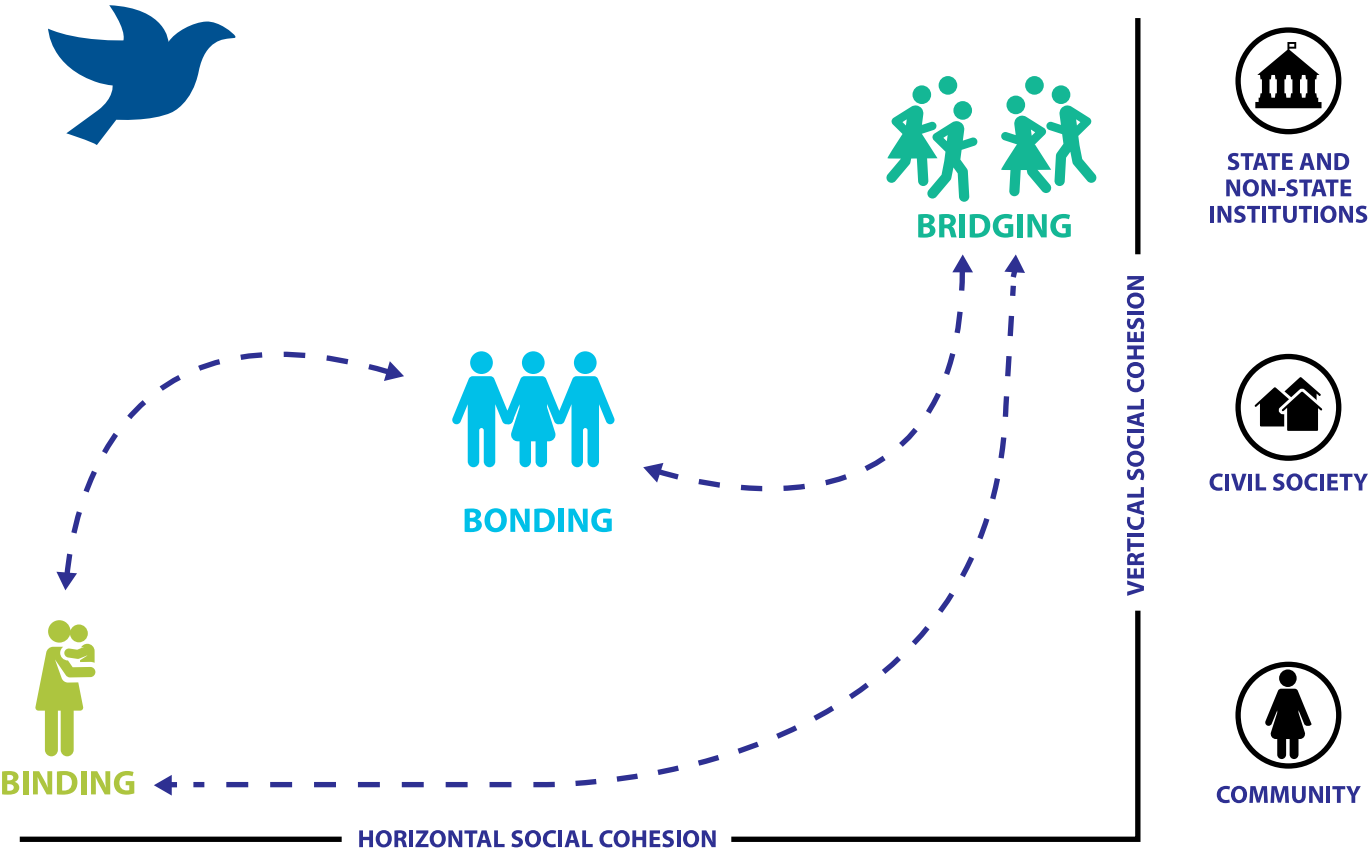 STATE AND
NON-STATE
INSTITUTIONS
BRIDGING
VERTICAL SOCIAL COHESION
CIVIL SOCIETY
BONDING
BINDING
COMMUNITY
HORIZONTAL SOCIAL COHESION